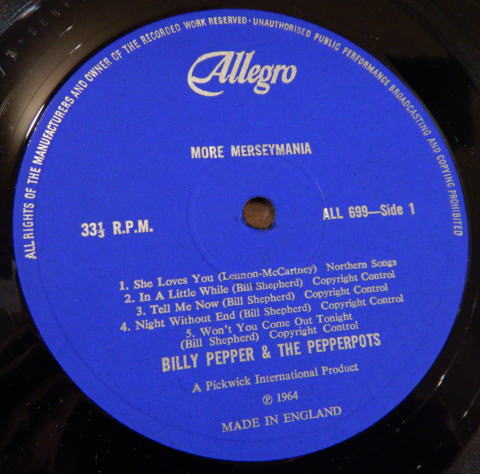 ALL RIGHTS OF THE MANUFACTURERS AND OWNER OF THE RECORDED WORK RESERVED · UNAUTHORISED PUBLIC PERFORMANCE BROADCASTING AND COPYING PROHIBITED
Allegro
MORE MERSEYMANIA
33⅓ R.P.M.
ALL 699—Side 1
1. She Loves You (Lennon-McCartney) Northern Songs
2. In A Little While (Bill Shepherd) Copyright Control
3. Tell Me Now (Bill Shepherd) Copyright Control
4. Night Without End (Bill Shepherd) Copyright Control
5. Won't You Come Out Tonight
(Bill Shepherd) Copyright Control
BILLY PEPPER & THE PEPPERPOTS
A Pickwick International Product
℗ 1964
MADE IN ENGLAND